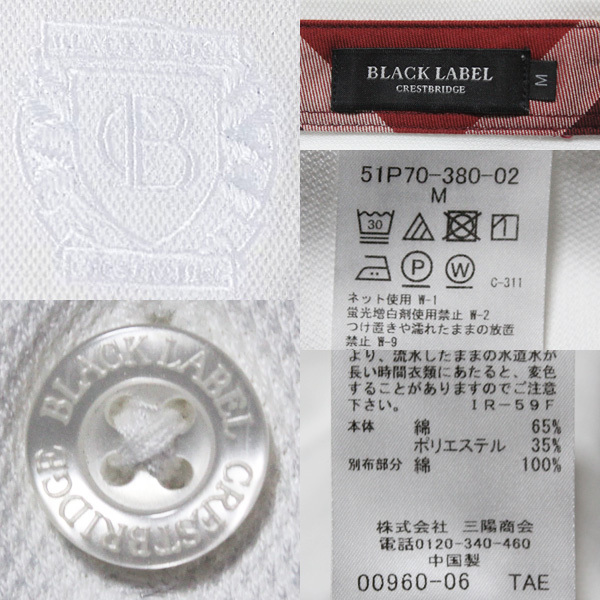 BLACK LABEL
CB
CRESTBRIDGE
BLACK LABEL
CRESTBRIDGE
M
51P70-380-02
M
30
P
W
C-311
ネット使用 W-1
蛍光増白剤使用禁止 W-2
つけ置きや濡れたままの放置
禁止 W-9
BLACK LABEL CRESTBRIDGE
より、流水したままの水道水が
長い時間衣類にあたると、変色
することがありますのでご注意
下さい。 IR-59F
本体 綿 65%
ポリエステル 35%
別布部分 綿 100%
株式会社 三陽商会
電話0120-340-460
中国製
00960-06 TAE